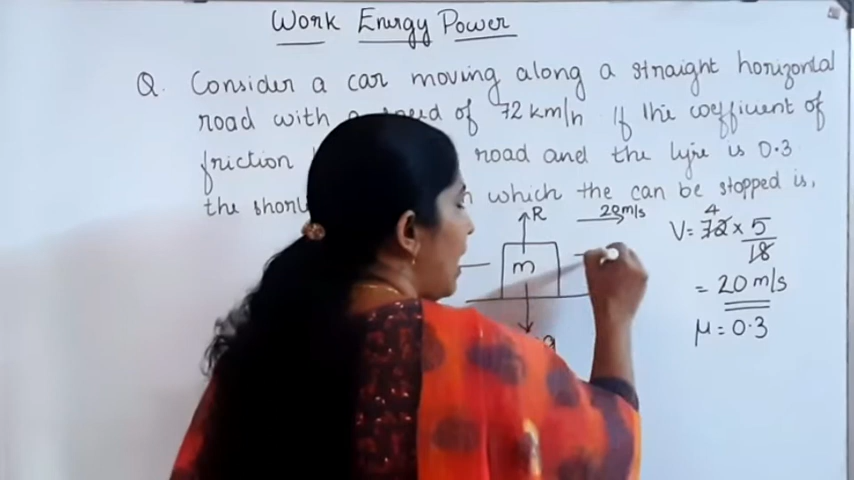 Work Energy Power
Q. Consider a car moving along a straight horizontal
road with a speed of 72 km/h If the coefficient of
friction road and the tyre is 0.3
the which the can be stopped is,
R
20m/s
m
g
4
V = 72 × 5
18
= 20 m/s
μ = 0.3